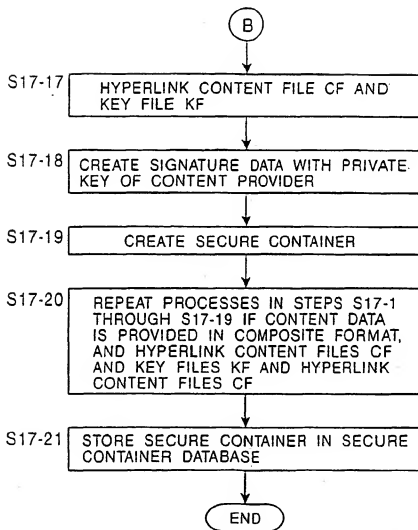 B
S17-17
HYPERLINK CONTENT FILE CF AND
KEY FILE KF
S17-18
CREATE SIGNATURE DATA WITH PRIVATE
KEY OF CONTENT PROVIDER
S17-19
CREATE SECURE CONTAINER
S17-20
REPEAT PROCESSES IN STEPS S17-1
THROUGH S17-19 IF CONTENT DATA
IS PROVIDED IN COMPOSITE FORMAT,
AND HYPERLINK CONTENT FILES CF
AND KEY FILES KF AND HYPERLINK
CONTENT FILES CF
S17-21
STORE SECURE CONTAINER IN SECURE
CONTAINER DATABASE
END